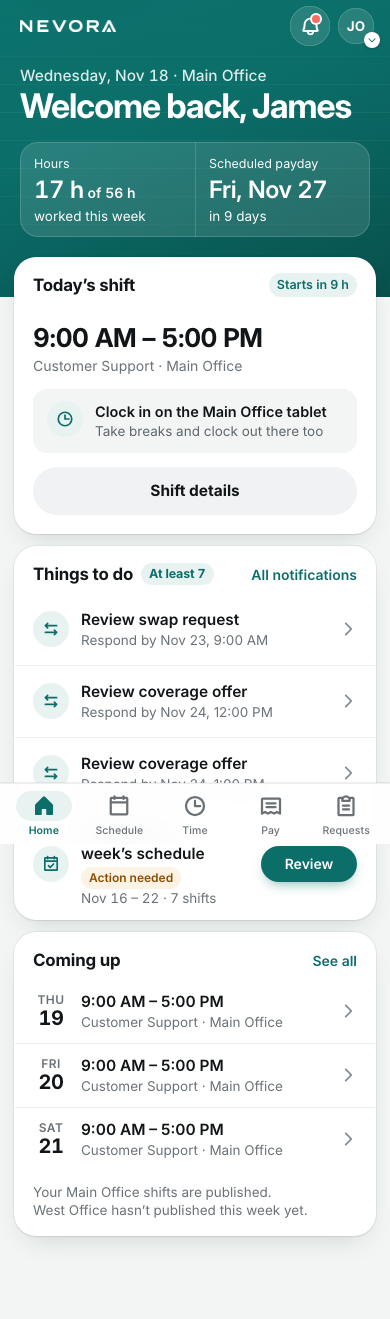 NEVORA
JO
Wednesday, Nov 18 · Main Office
Welcome back, James
Hours
17 h of 56 h
worked this week
Scheduled payday
Fri, Nov 27
in 9 days
Today’s shift
Starts in 9 h
9:00 AM – 5:00 PM
Customer Support · Main Office
Clock in on the Main Office tablet
Take breaks and clock out there too
Shift details
Things to do
At least 7
All notifications
Review swap request
Respond by Nov 23, 9:00 AM
Review coverage offer
Respond by Nov 24, 12:00 PM
Review coverage offer
Respond by Nov 24, 1:00 PM
Home
Schedule
Time
Pay
Requests
week’s schedule
Action needed
Nov 16 – 22 · 7 shifts
Review
Coming up
See all
THU
19
9:00 AM – 5:00 PM
Customer Support · Main Office
FRI
20
9:00 AM – 5:00 PM
Customer Support · Main Office
SAT
21
9:00 AM – 5:00 PM
Customer Support · Main Office
Your Main Office shifts are published.
West Office hasn’t published this week yet.